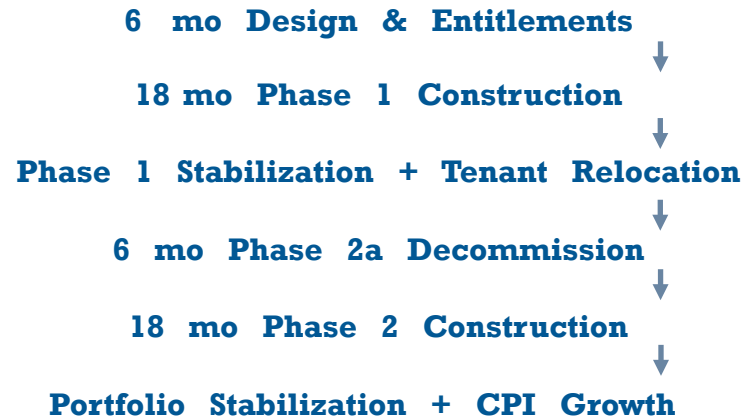 6 mo Design & Entitlements
18 mo Phase 1 Construction
Phase 1 Stabilization + Tenant Relocation
6 mo Phase 2a Decommission
18 mo Phase 2 Construction
Portfolio Stabilization + CPI Growth